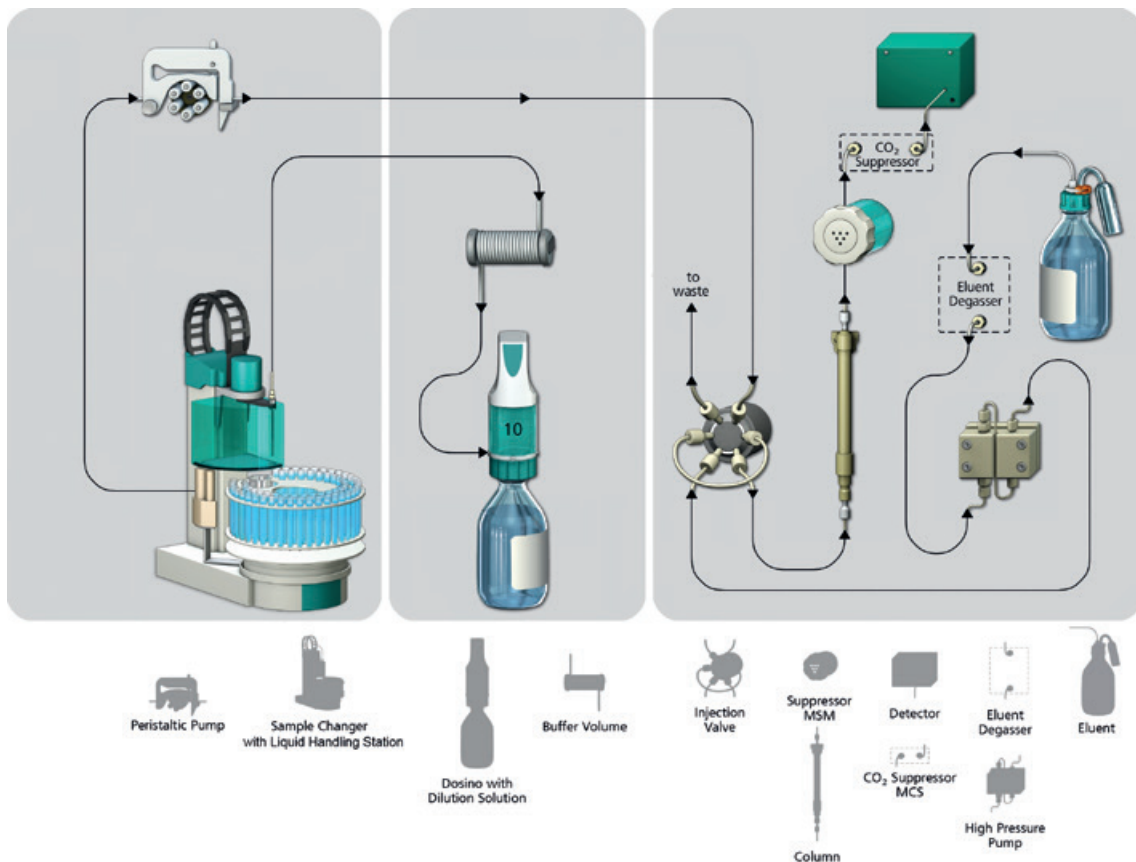 CO₂
Suppressor
Eluent
Degasser
to
waste
10
Peristaltic Pump
Sample Changer
with Liquid Handling Station
Dosino with
Dilution Solution
Buffer Volume
Injection
Valve
Suppressor
MSM
Column
Detector
CO₂ Suppressor
MCS
Eluent
Degasser
High Pressure
Pump
Eluent